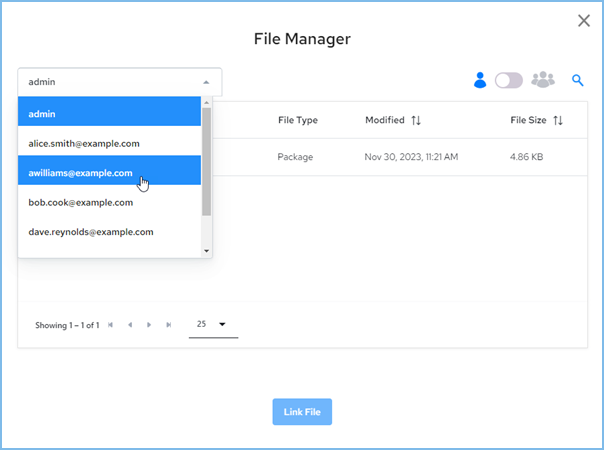 File Manager
admin
admin
alice.smith@example.com
awilliams@example.com
bob.cook@example.com
dave.reynolds@example.com
File Type Modified File Size
Package Nov 30, 2023, 11:21 AM 4.86 KB
Showing 1 – 1 of 1 25
Link File